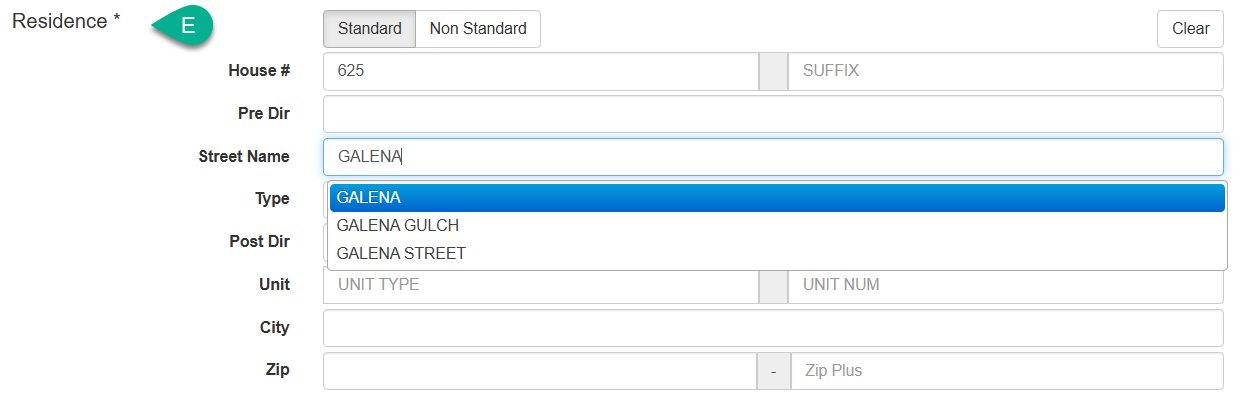 Residence * E Standard Non Standard Clear
House # 625 SUFFIX
Pre Dir
Street Name GALENA
Type GALENA
GALENA GULCH
Post Dir GALENA STREET
Unit UNIT TYPE UNIT NUM
City
Zip - Zip Plus